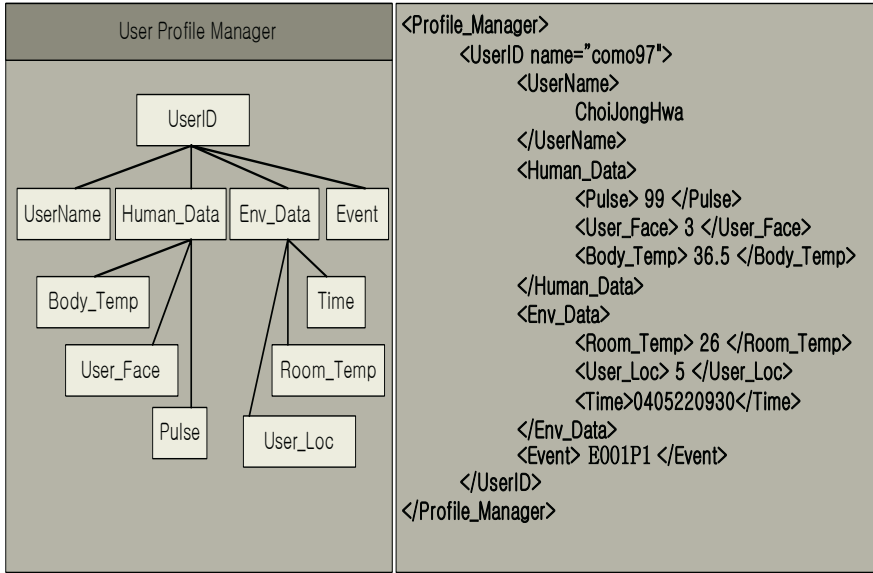 User Profile Manager
UserID
UserName Human_Data Env_Data Event
Body_Temp Time
User_Face Room_Temp
Pulse User_Loc
<Profile_Manager>
<UserID name="como97">
<UserName>
ChoiJongHwa
</UserName>
<Human_Data>
<Pulse> 99 </Pulse>
<User_Face> 3 </User_Face>
<Body_Temp> 36.5 </Body_Temp>
</Human_Data>
<Env_Data>
<Room_Temp> 26 </Room_Temp>
<User_Loc> 5 </User_Loc>
<Time>0405220930</Time>
</Env_Data>
<Event> E001P1 </Event>
</UserID>
</Profile_Manager>